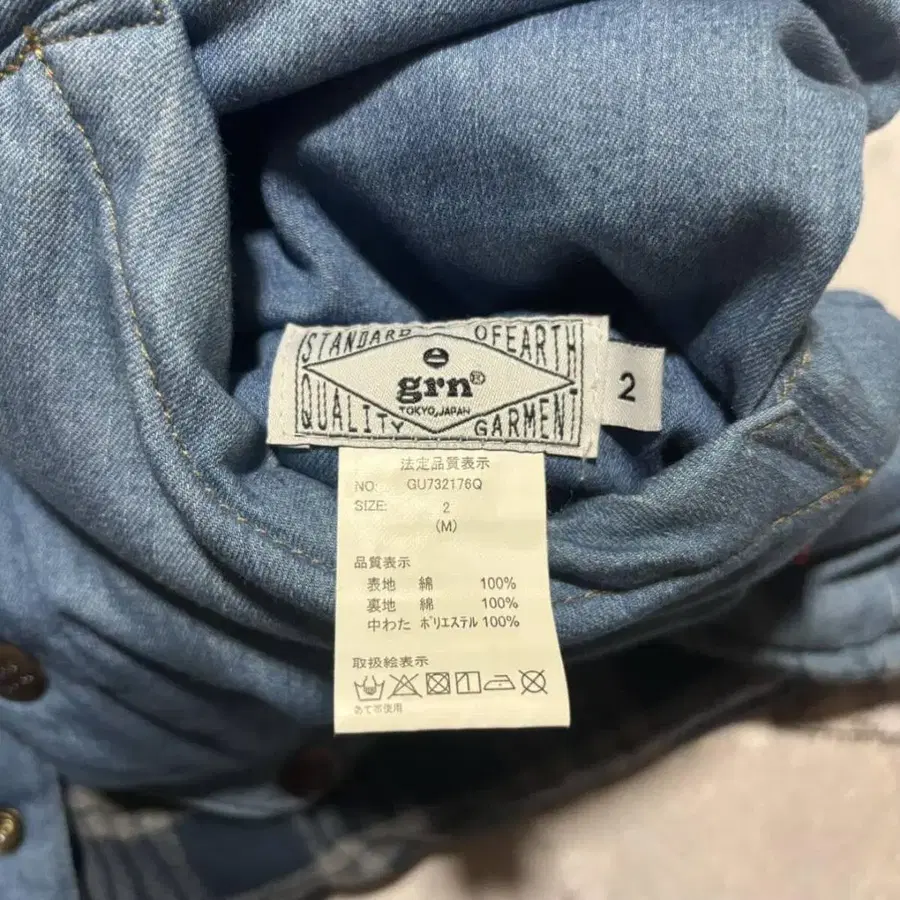 STANDARD OFEARTH
e
grn®
TOKYO, JAPAN
QUALITY GARMENT
2
法定品質表示
NO: GU732176Q
SIZE: 2
(M)
品質表示
表地 綿 100%
裏地 綿 100%
中わた ポリエステル 100%
取扱絵表示
あて布使用